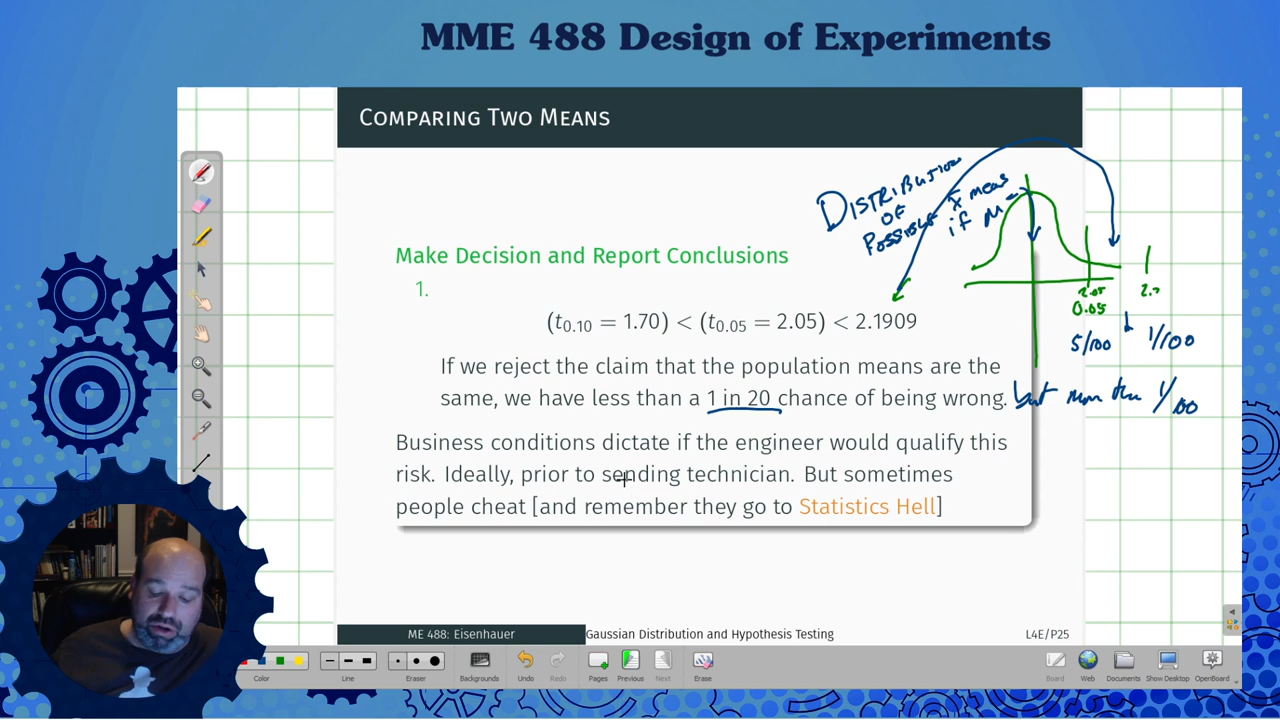 MME 488 Design of Experiments
Comparing Two Means
Make Decision and Report Conclusions
1.
(t0.10 = 1.70) < (t0.05 = 2.05) < 2.1909
If we reject the claim that the population means are the
same, we have less than a 1 in 20 chance of being wrong.
Business conditions dictate if the engineer would qualify this
risk. Ideally, prior to sending technician. But sometimes
people cheat [and remember they go to Statistics Hell]
Distribution
of
Possible x̄ meas
if μ
2.05
0.05
2.
5/100
1/100
but more than 1/100
ME 488: Eisenhauer
Gaussian Distribution and Hypothesis Testing
L4E/P25
Color
Line
Eraser
Backgrounds
Undo
Redo
Pages
Previous
Next
Erase
Board
Web
Documents
Show Desktop
OpenBoard